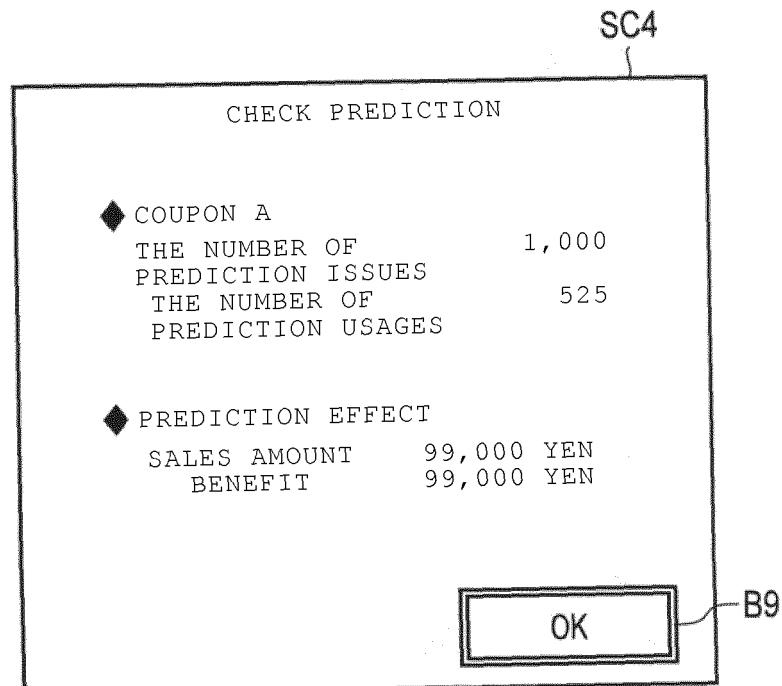 SC4
CHECK PREDICTION
◆ COUPON A
THE NUMBER OF 1,000
PREDICTION ISSUES
THE NUMBER OF 525
PREDICTION USAGES
◆ PREDICTION EFFECT
SALES AMOUNT 99,000 YEN
BENEFIT 99,000 YEN
OK
B9